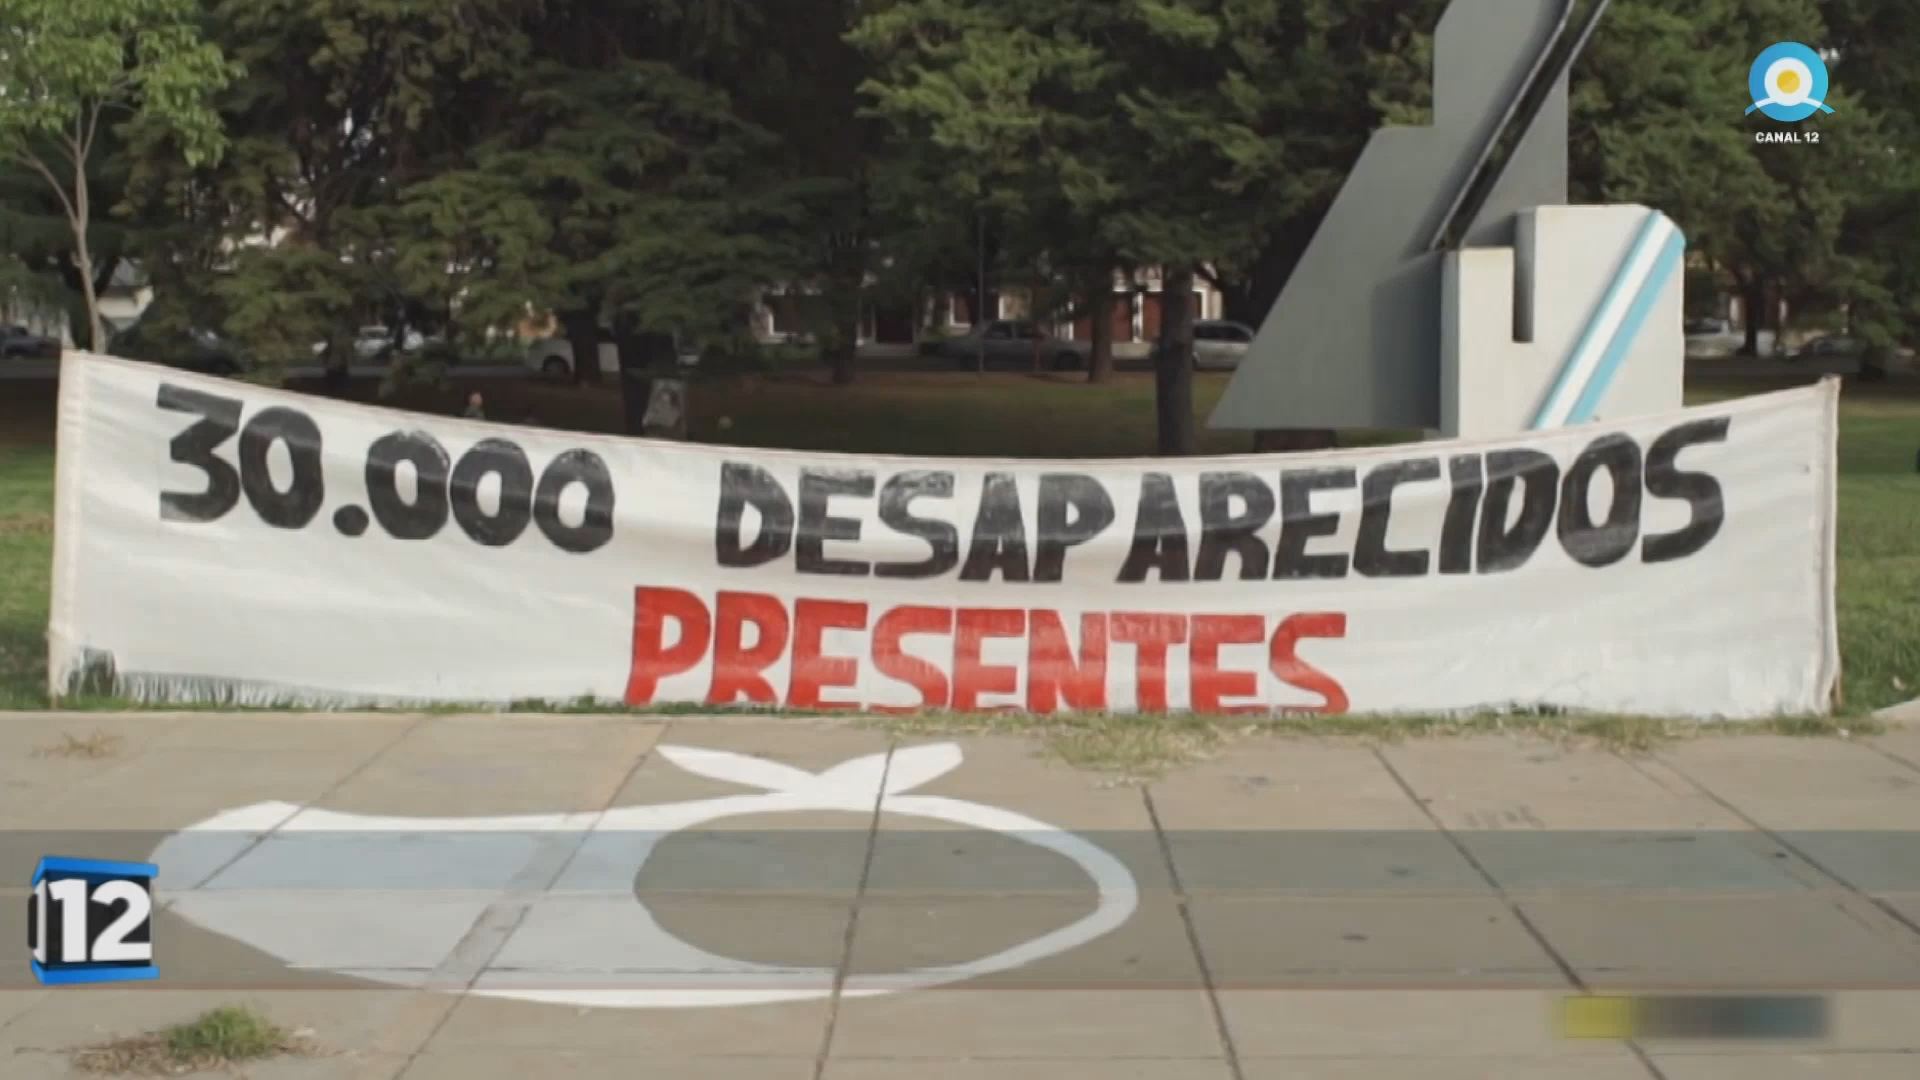 CANAL 12
30.000 DESAPARECIDOS
PRESENTES
12